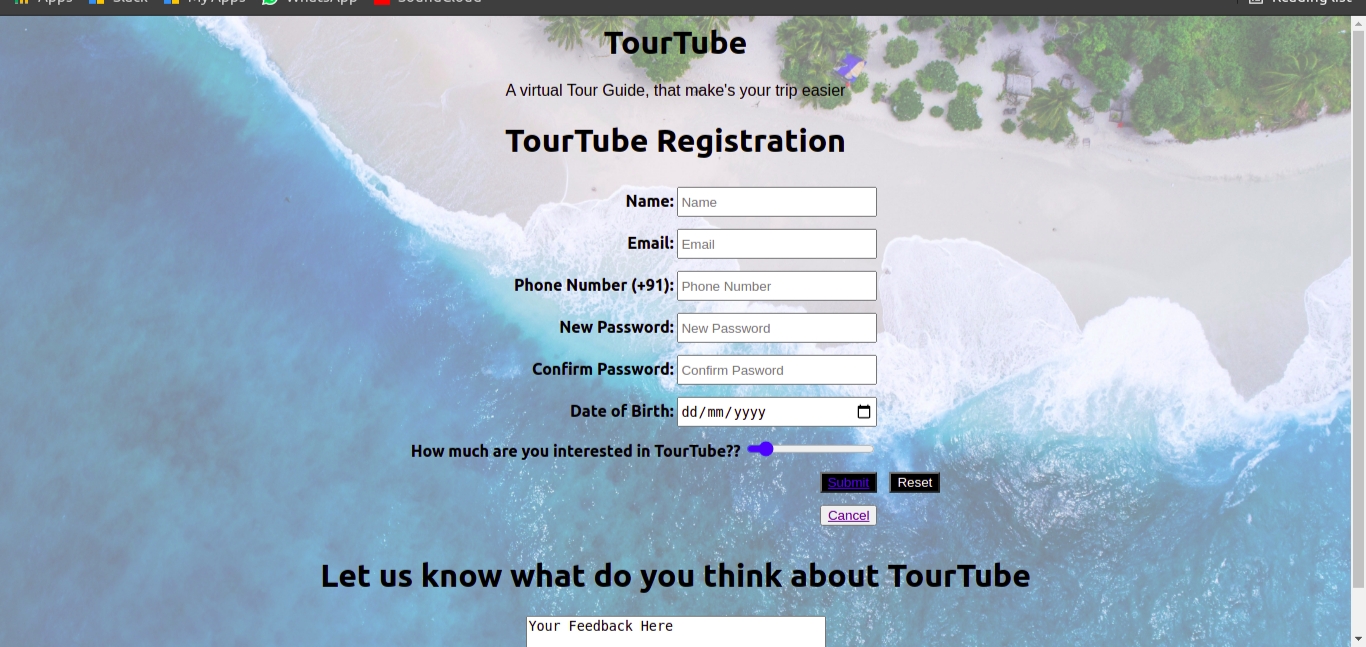 Apps Slack My Apps WhatsApp SoundCloud Reading list
TourTube
A virtual Tour Guide, that make's your trip easier
TourTube Registration
Name: Name
Email: Email
Phone Number (+91): Phone Number
New Password: New Password
Confirm Password: Confirm Pasword
Date of Birth: dd/mm/yyyy
How much are you interested in TourTube??
Submit Reset
Cancel
Let us know what do you think about TourTube
Your Feedback Here